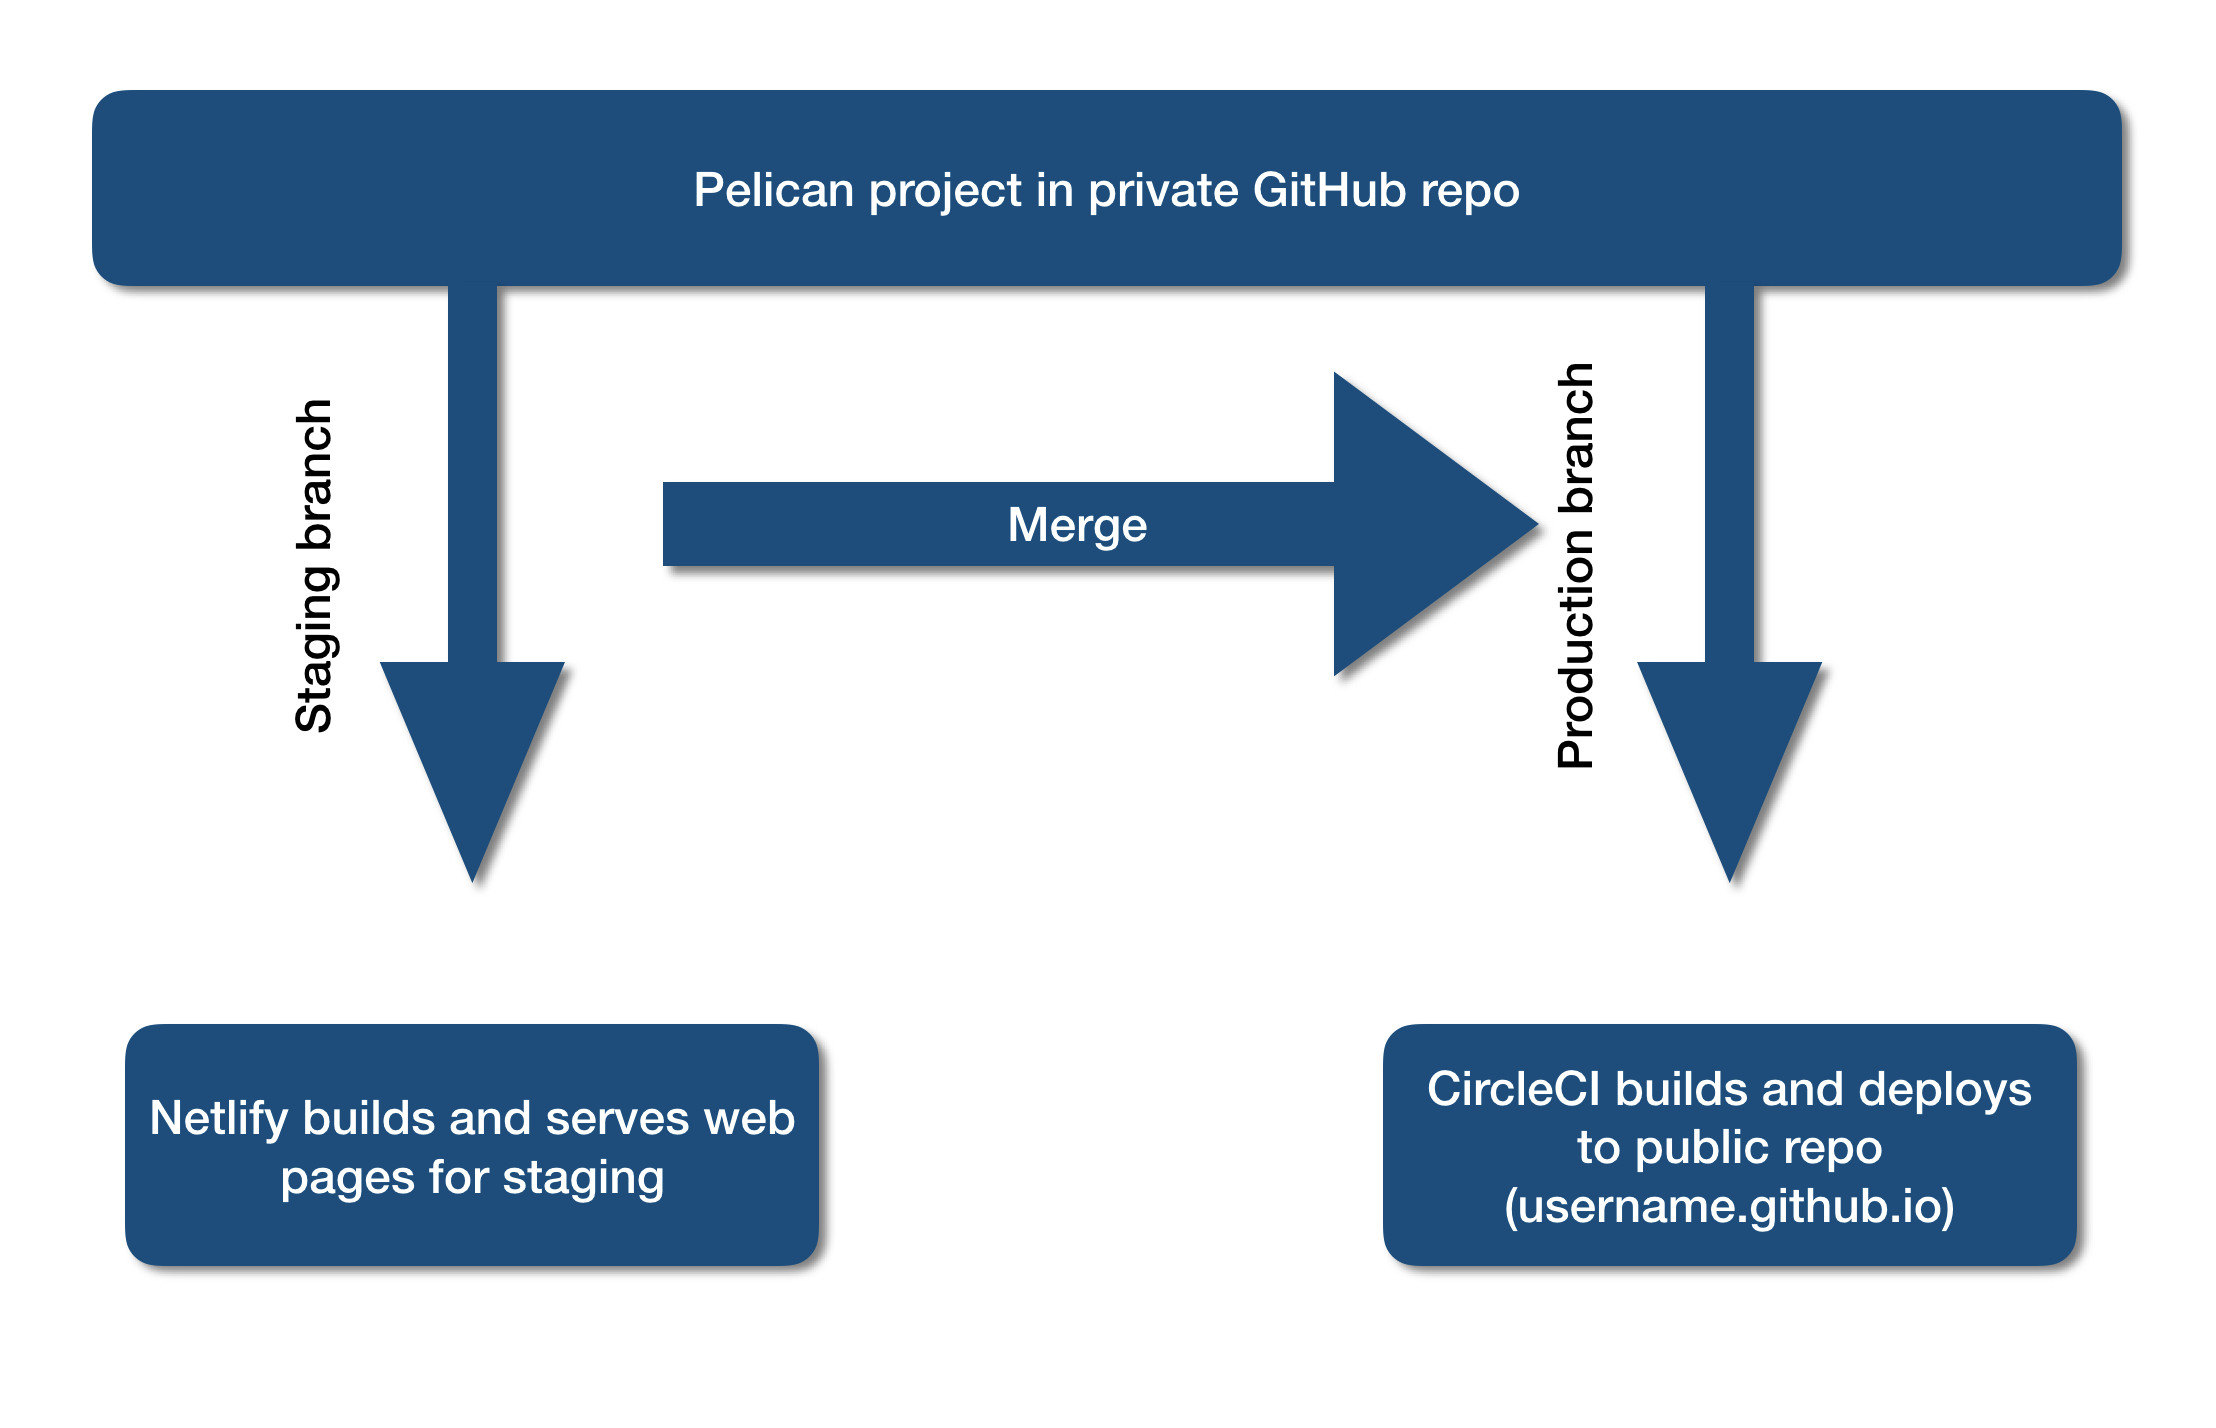 Pelican project in private GitHub repo
Staging branch
Merge
Production branch
Netlify builds and serves web
pages for staging
CircleCI builds and deploys
to public repo
(username.github.io)